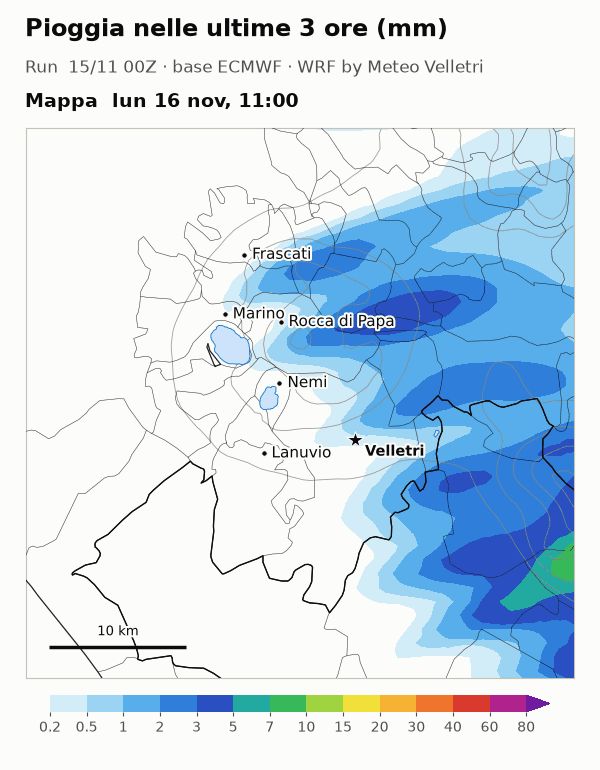 Pioggia nelle ultime 3 ore (mm)
Run  15/11 00Z · base ECMWF · WRF by Meteo Velletri
Mappa  lun 16 nov, 11:00
Frascati
Marino
Rocca di Papa
Nemi
Velletri
Lanuvio
10 km
0.2 0.5 1 2 3 5 7 10 15 20 30 40 60 80